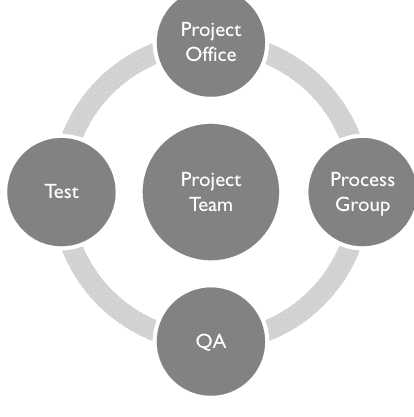 Project
Office
Test
Project
Team
Process
Group
QA